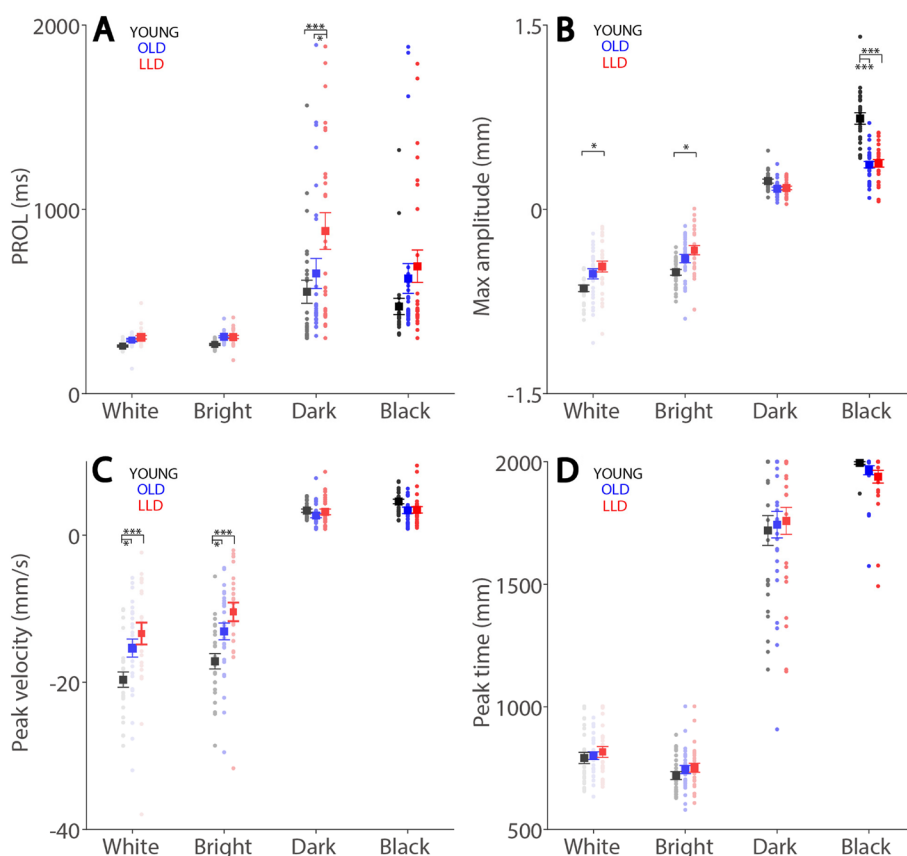 A
YOUNG
OLD
LLD
***
*
PROL (ms)
2000
1000
0
White
Bright
Dark
Black
B
YOUNG
OLD
LLD
*
*
***
***
Max amplitude (mm)
1.5
0
-1.5
White
Bright
Dark
Black
C
YOUNG
OLD
LLD
***
*
***
*
Peak velocity (mm/s)
0
-20
-40
White
Bright
Dark
Black
D
YOUNG
OLD
LLD
Peak time (mm)
2000
1500
1000
500
White
Bright
Dark
Black